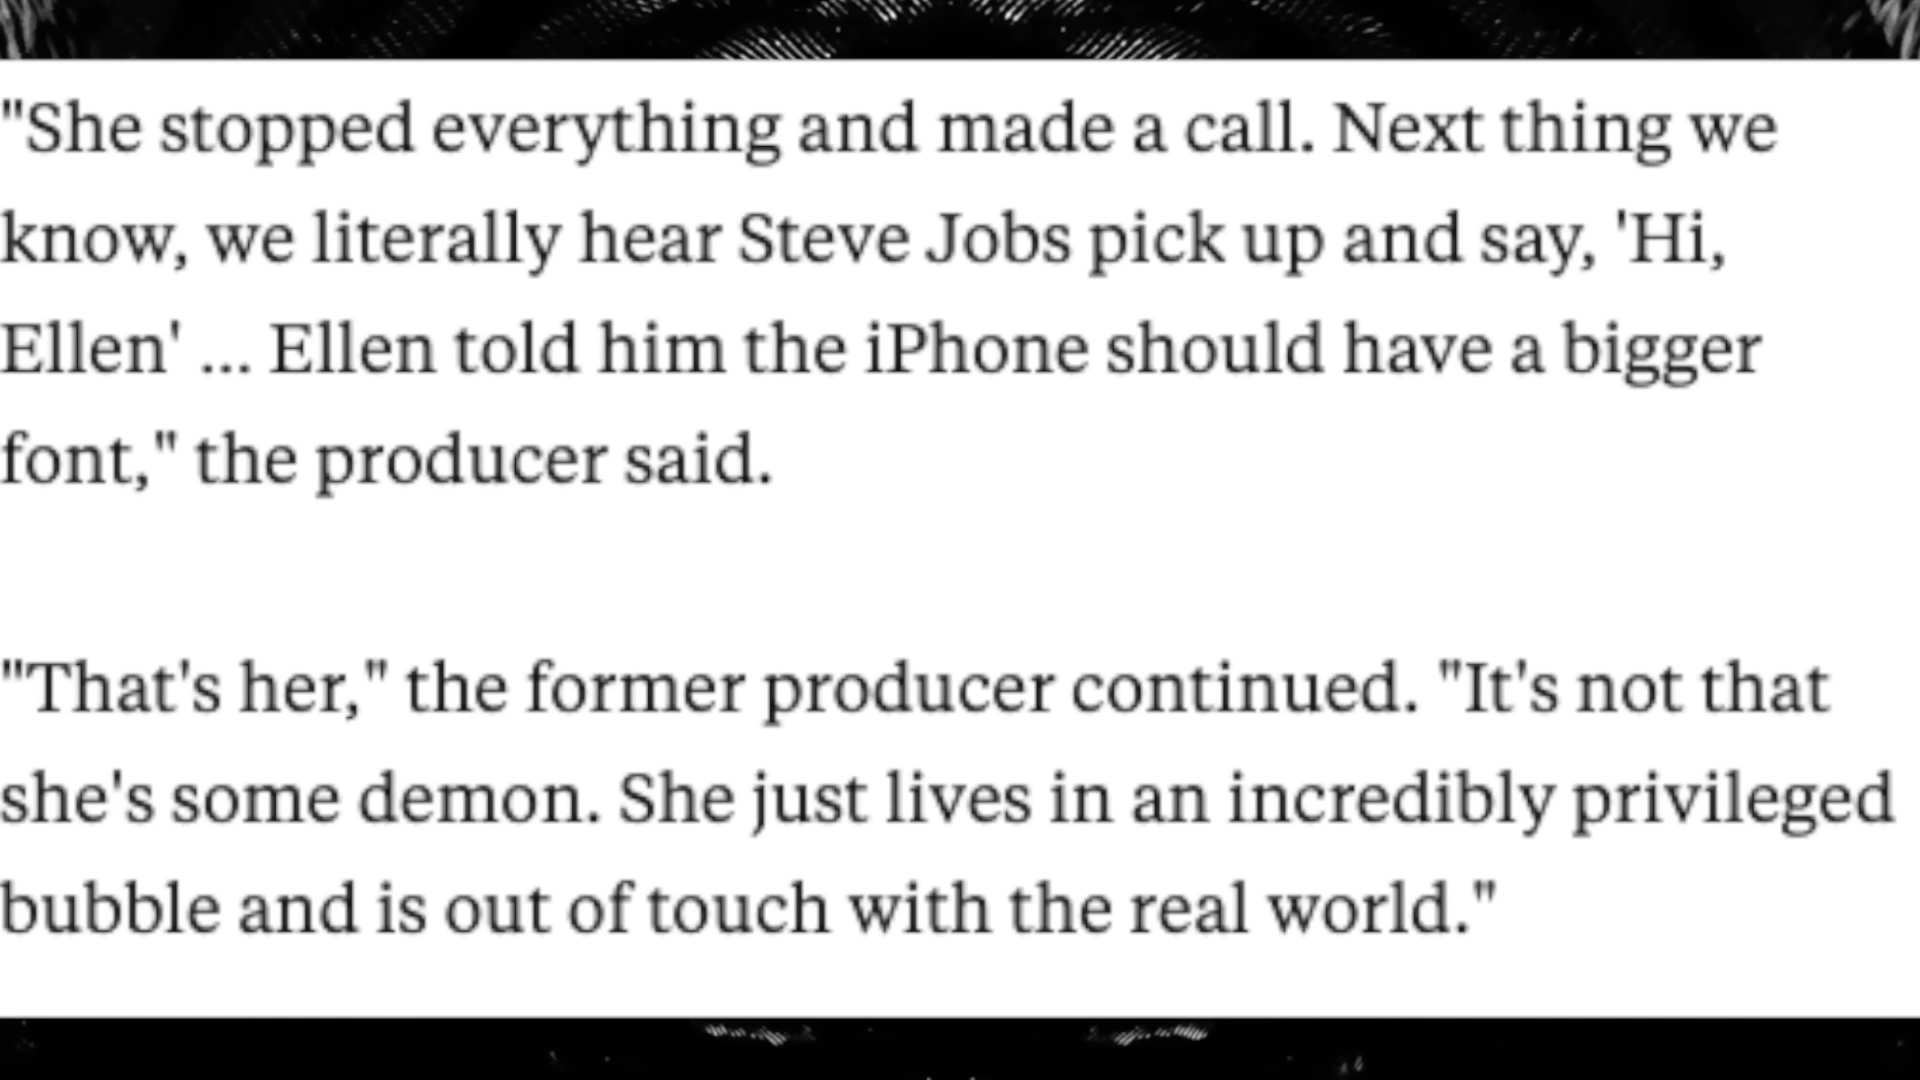 "She stopped everything and made a call. Next thing we
know, we literally hear Steve Jobs pick up and say, 'Hi,
Ellen' ... Ellen told him the iPhone should have a bigger
font," the producer said.
"That's her," the former producer continued. "It's not that
she's some demon. She just lives in an incredibly privileged
bubble and is out of touch with the real world."